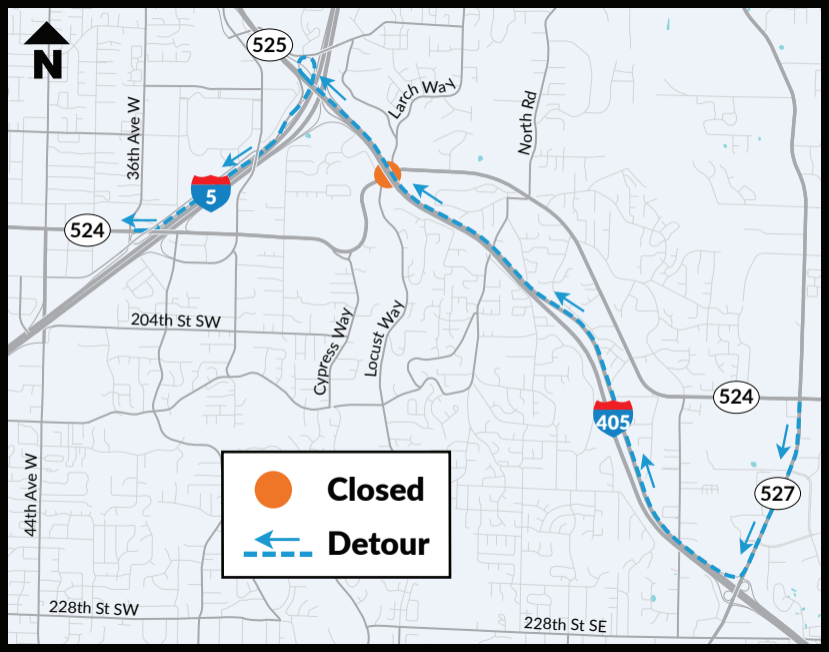 525
N
36th Ave W
Larch Way
North Rd
5
524
204th St SW
Cypress Way
Locust Way
524
405
44th Ave W
527
Closed
Detour
228th St SW
228th St SE